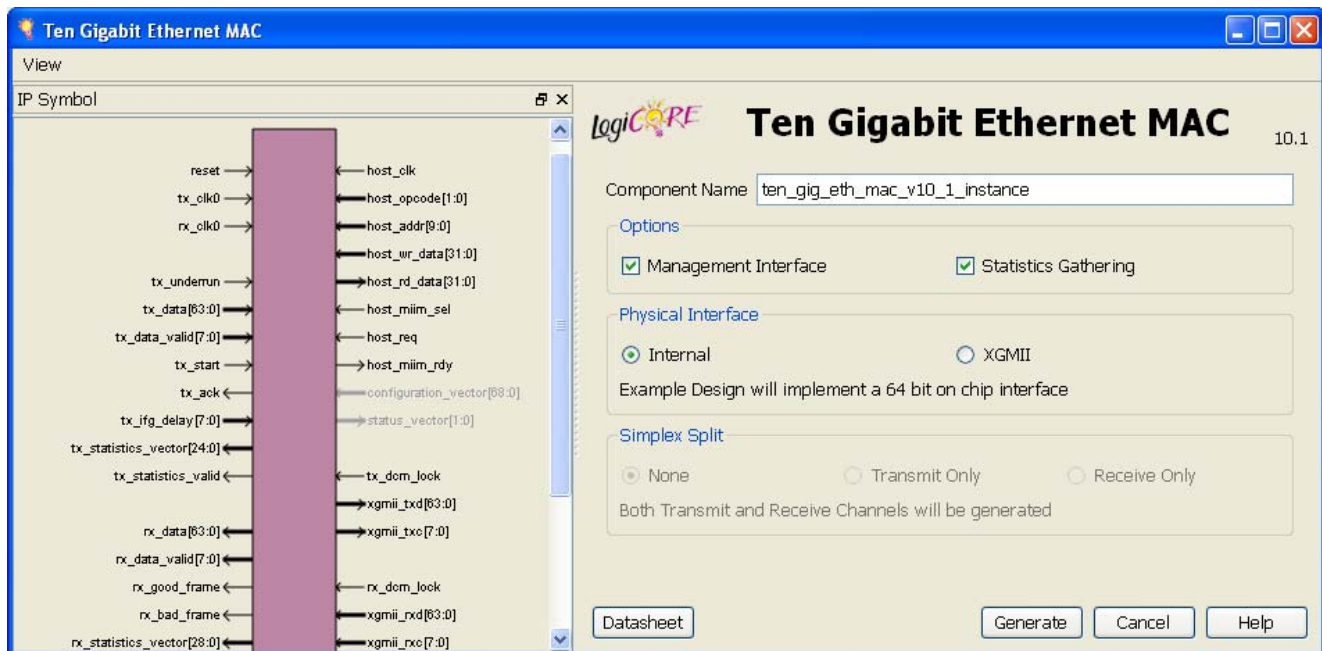 Ten Gigabit Ethernet MAC
View
IP Symbol
reset
tx_clk0
rx_clk0
tx_underrun
tx_data[63:0]
tx_data_valid[7:0]
tx_start
tx_ack
tx_ifg_delay[7:0]
tx_statistics_vector[24:0]
tx_statistics_valid
rx_data[63:0]
rx_data_valid[7:0]
rx_good_frame
rx_bad_frame
rx_statistics_vector[28:0]
host_clk
host_opcode[1:0]
host_addr[9:0]
host_wr_data[31:0]
host_rd_data[31:0]
host_miim_sel
host_req
host_miim_rdy
configuration_vector[68:0]
status_vector[1:0]
tx_dcm_lock
xgmii_txd[63:0]
xgmii_txc[7:0]
rx_dcm_lock
xgmii_rxd[63:0]
xgmii_rxc[7:0]
LogiCORE
Ten Gigabit Ethernet MAC
10.1
Component Name ten_gig_eth_mac_v10_1_instance
Options
Management Interface Statistics Gathering
Physical Interface
Internal XGMII
Example Design will implement a 64 bit on chip interface
Simplex Split
None Transmit Only Receive Only
Both Transmit and Receive Channels will be generated
Datasheet Generate Cancel Help